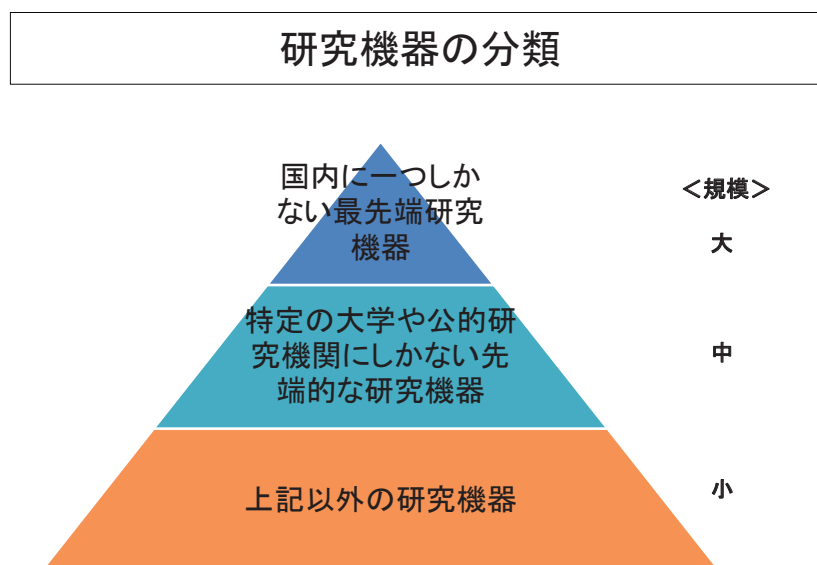 研究機器の分類
国内に一つしか
ない最先端研究
機器
＜規模＞
大
特定の大学や公的研
究機関にしかない先
端的な研究機器
中
上記以外の研究機器
小